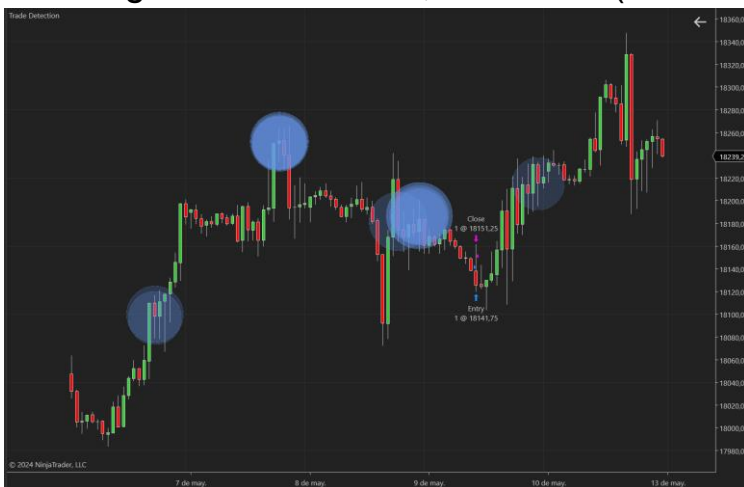 Trade Detection
18360,0
18340,0
18320,0
18300,0
18280,0
18260,0
18239,2
18220,0
18200,0
18180,0
18160,0
18140,0
18120,0
18100,0
18080,0
18060,0
18040,0
18020,0
18000,0
17980,0
Close
1 @ 18151,25
Entry
1 @ 18141,75
© 2024 NinjaTrader, LLC
7 de may.
8 de may.
9 de may.
10 de may.
13 de may.